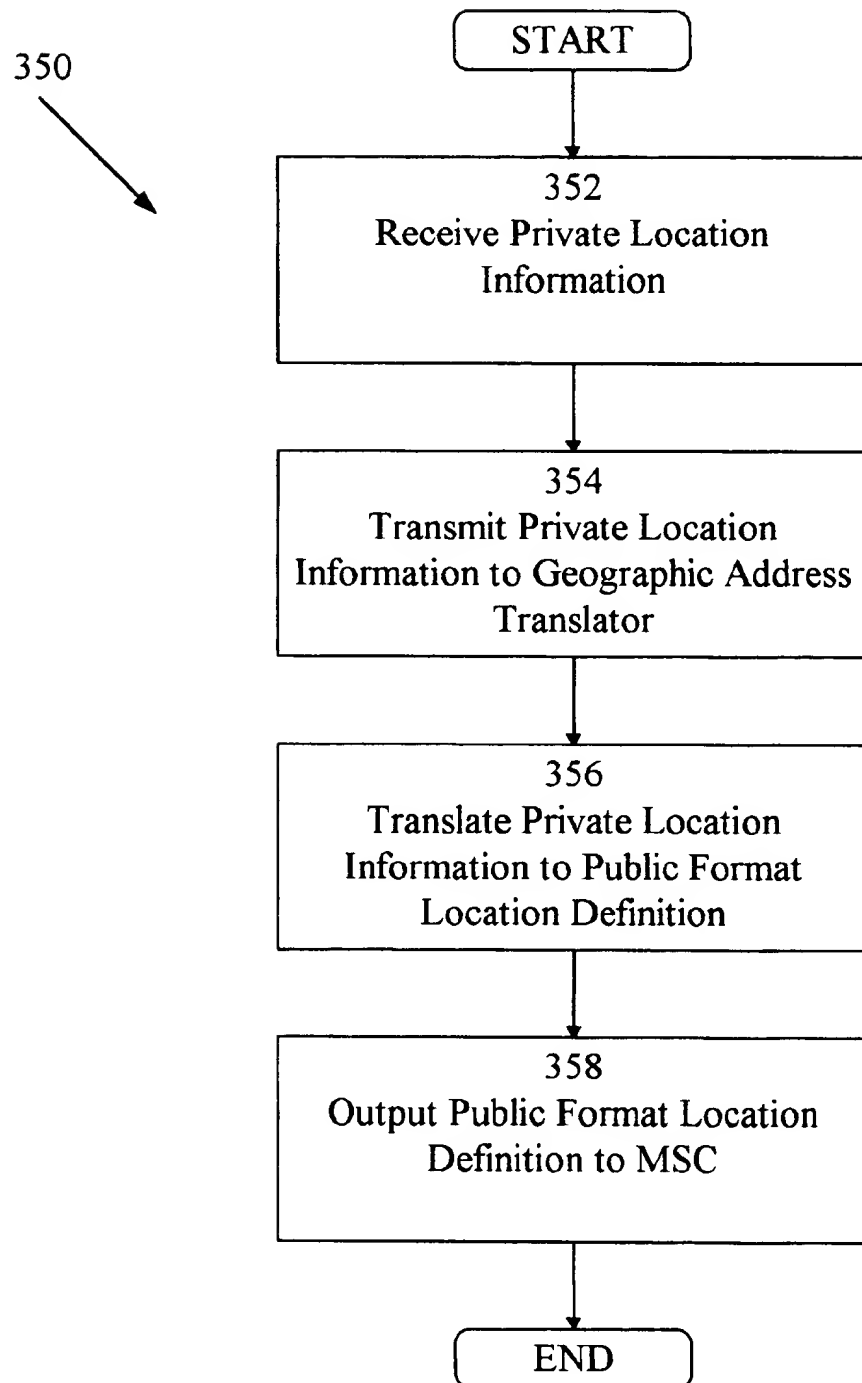 START
350
352
Receive Private Location
Information
354
Transmit Private Location
Information to Geographic Address
Translator
356
Translate Private Location
Information to Public Format
Location Definition
358
Output Public Format Location
Definition to MSC
END